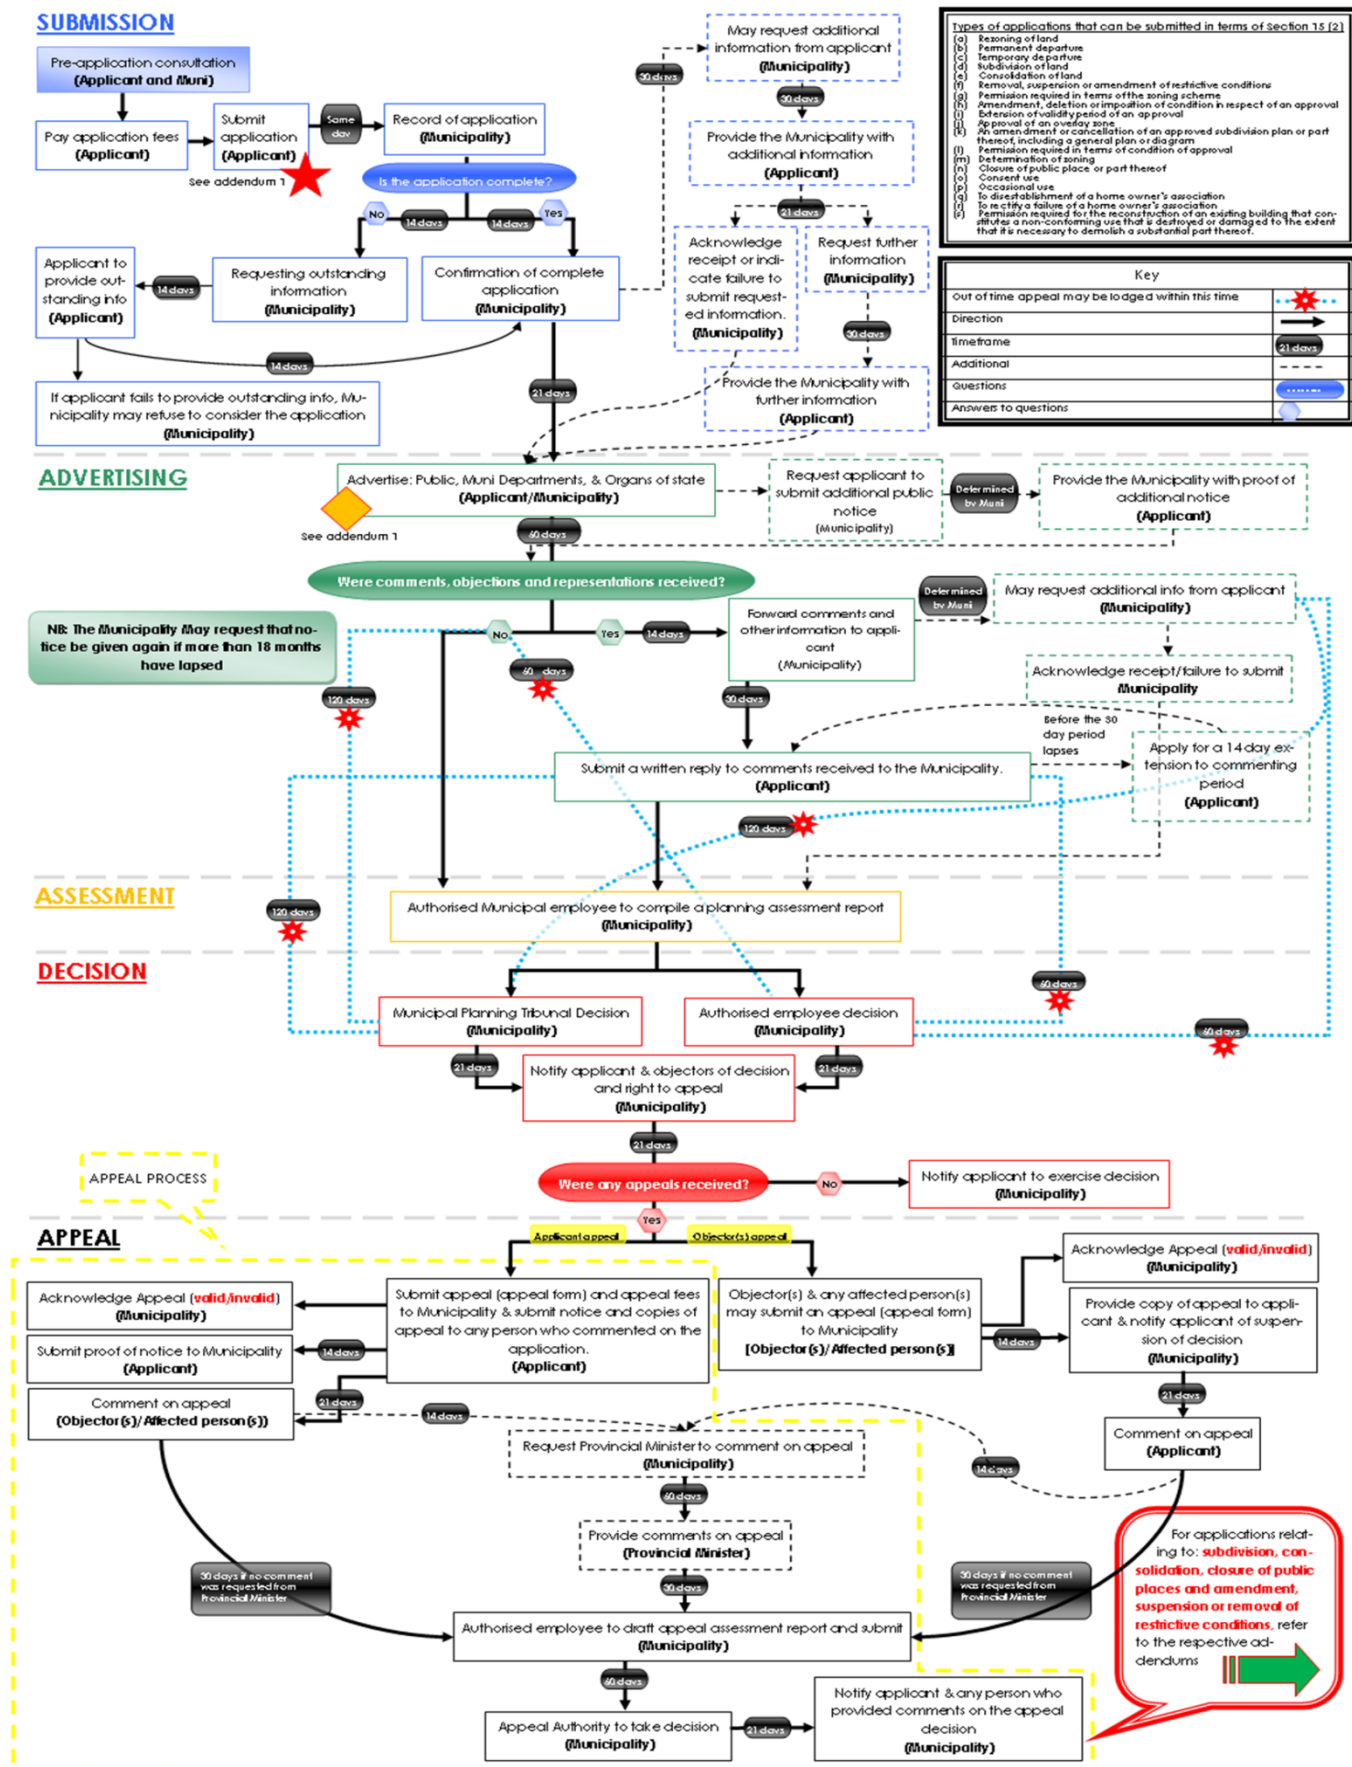 SUBMISSION
Pre-application consultation
(Applicant and Muni)
Pay application fees
(Applicant)
Submit
application
(Applicant)
See addendum 1
Same
day
Record of application
(Municipality)
Is the application complete?
No
14 days
14 days
Yes
Applicant to
provide out-
standing info
(Applicant)
14 days
Requesting outstanding
information
(Municipality)
Confirmation of complete
application
(Municipality)
14 days
If applicant fails to provide outstanding info, Mu-
nicipality may refuse to consider the application
(Municipality)
21 days
30 days
May request additional
information from applicant
(Municipality)
30 days
Provide the Municipality with
additional information
(Applicant)
21 days
Acknowledge
receipt or indi-
cate failure to
submit request-
ed information.
(Municipality)
Request further
information
(Municipality)
30 days
Provide the Municipality with
further information
(Applicant)
Types of applications that can be submitted in terms of Section 15 (2)
(a) Rezoning of land
(b) Permanent departure
(c) Temporary departure
(d) Subdivision of land
(e) Consolidation of land
(f) Removal, suspension or amendment of restrictive conditions
(g) Permission required in terms of the zoning scheme
(h) Amendment, deletion or imposition of condition in respect of an approval
(i) Extension of validity period of an approval
(j) Approval of an overlay zone
(k) An amendment or cancellation of an approved subdivision plan or part
thereof, including a general plan or diagram
(l) Permission required in terms of condition of approval
(m) Determination of zoning
(n) Closure of public place or part thereof
(o) Consent use
(p) Occasional use
(q) To disestablishment of a home owner's association
(r) To rectify a failure of a home owner's association
(s) Permission required for the reconstruction of an existing building that con-
stitutes a non-conforming use that is destroyed or damaged to the extent
that it is necessary to demolish a substantial part thereof.
Key
Out of time appeal may be lodged within this time
Direction
Timeframe
21 days
Additional
Questions
Answers to questions
ADVERTISING
Advertise: Public, Muni Departments, & Organs of state
(Applicant/Municipality)
See addendum 1
60 days
Request applicant to
submit additional public
notice
(Municipality)
Determined
by Muni
Provide the Municipality with proof of
additional notice
(Applicant)
Were comments, objections and representations received?
NB: The Municipality May request that no-
tice be given again if more than 18 months
have lapsed
No
Yes
14 days
Forward comments and
other information to appli-
cant
(Municipality)
Determined
by Muni
May request additional info from applicant
(Municipality)
Acknowledge receipt/failure to submit
Municipality
60 days
120 days
30 days
Before the 30
day period
lapses
Apply for a 14 day ex-
tension to commenting
period
(Applicant)
Submit a written reply to comments received to the Municipality.
(Applicant)
120 days
ASSESSMENT
120 days
Authorised Municipal employee to compile a planning assessment report
(Municipality)
DECISION
60 days
Municipal Planning Tribunal Decision
(Municipality)
Authorised employee decision
(Municipality)
60 days
21 days
21 days
Notify applicant & objectors of decision
and right to appeal
(Municipality)
21 days
Were any appeals received?
No
Notify applicant to exercise decision
(Municipality)
Yes
APPEAL PROCESS
APPEAL
Applicant appeal
Objector(s) appeal
Acknowledge Appeal (valid/invalid)
(Municipality)
Submit proof of notice to Municipality
(Applicant)
14 days
Comment on appeal
(Objector(s)/Affected person(s))
21 days
Submit appeal (appeal form) and appeal fees
to Municipality & submit notice and copies of
appeal to any person who commented on the
application.
(Applicant)
Objector(s) & any affected person(s)
may submit an appeal (appeal form)
to Municipality
[Objector(s)/Affected person(s)]
Acknowledge Appeal (valid/invalid)
(Municipality)
14 days
Provide copy of appeal to appli-
cant & notify applicant of suspen-
sion of decision
(Municipality)
21 days
Comment on appeal
(Applicant)
14 days
14 days
Request Provincial Minister to comment on appeal
(Municipality)
60 days
Provide comments on appeal
(Provincial Minister)
30 days
30 days if no comment
was requested from
Provincial Minister
30 days if no comment
was requested from
Provincial Minister
Authorised employee to draft appeal assessment report and submit
(Municipality)
60 days
Appeal Authority to take decision
(Municipality)
21 days
Notify applicant & any person who
provided comments on the appeal
decision
(Municipality)
For applications relat-
ing to: subdivision, con-
solidation, closure of public
places and amendment,
suspension or removal of
restrictive conditions, refer
to the respective ad-
dendums